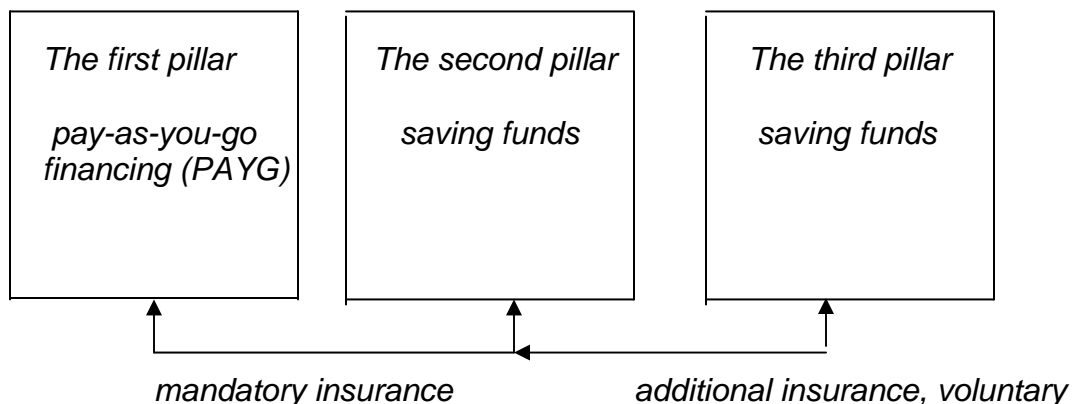 The first pillar
pay-as-you-go
financing (PAYG)
The second pillar
saving funds
The third pillar
saving funds
mandatory insurance
additional insurance, voluntary